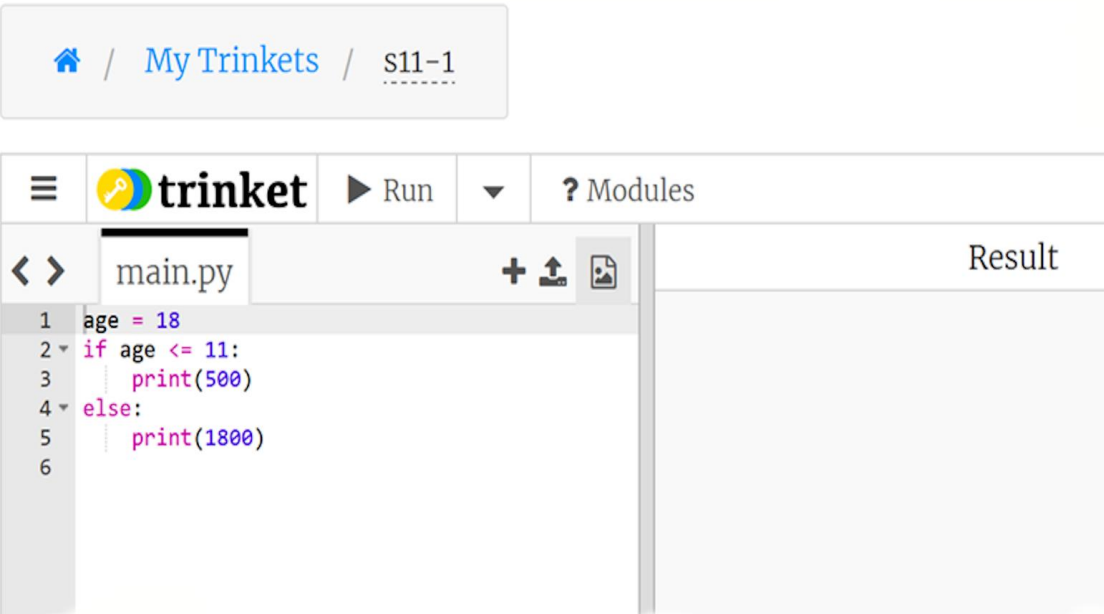 / My Trinkets / S11-1
trinket Run ? Modules
main.py
Result
1 age = 18
2 if age <= 11:
3     print(500)
4 else:
5     print(1800)
6